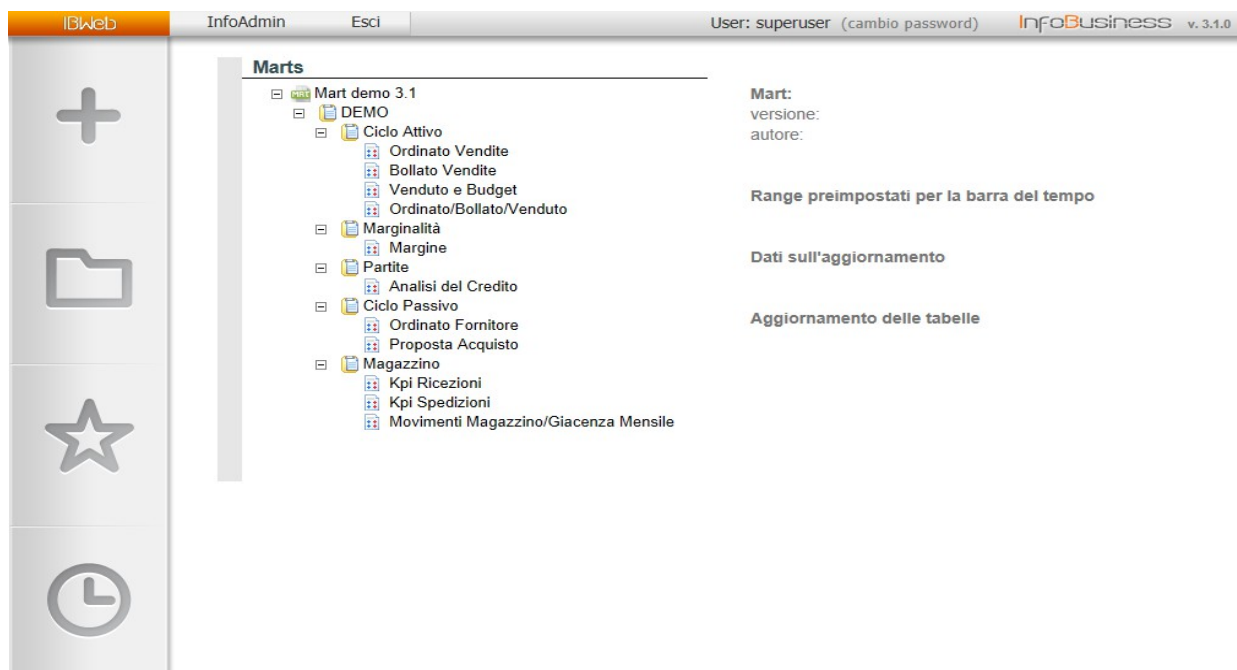 IBWeb InfoAdmin Esci User: superuser (cambio password) InfoBusiness v. 3.1.0
Marts
Mart demo 3.1
DEMO
Ciclo Attivo
Ordinato Vendite
Bollato Vendite
Venduto e Budget
Ordinato/Bollato/Venduto
Marginalità
Margine
Partite
Analisi del Credito
Ciclo Passivo
Ordinato Fornitore
Proposta Acquisto
Magazzino
Kpi Ricezioni
Kpi Spedizioni
Movimenti Magazzino/Giacenza Mensile
Mart:
versione:
autore:
Range preimpostati per la barra del tempo
Dati sull'aggiornamento
Aggiornamento delle tabelle